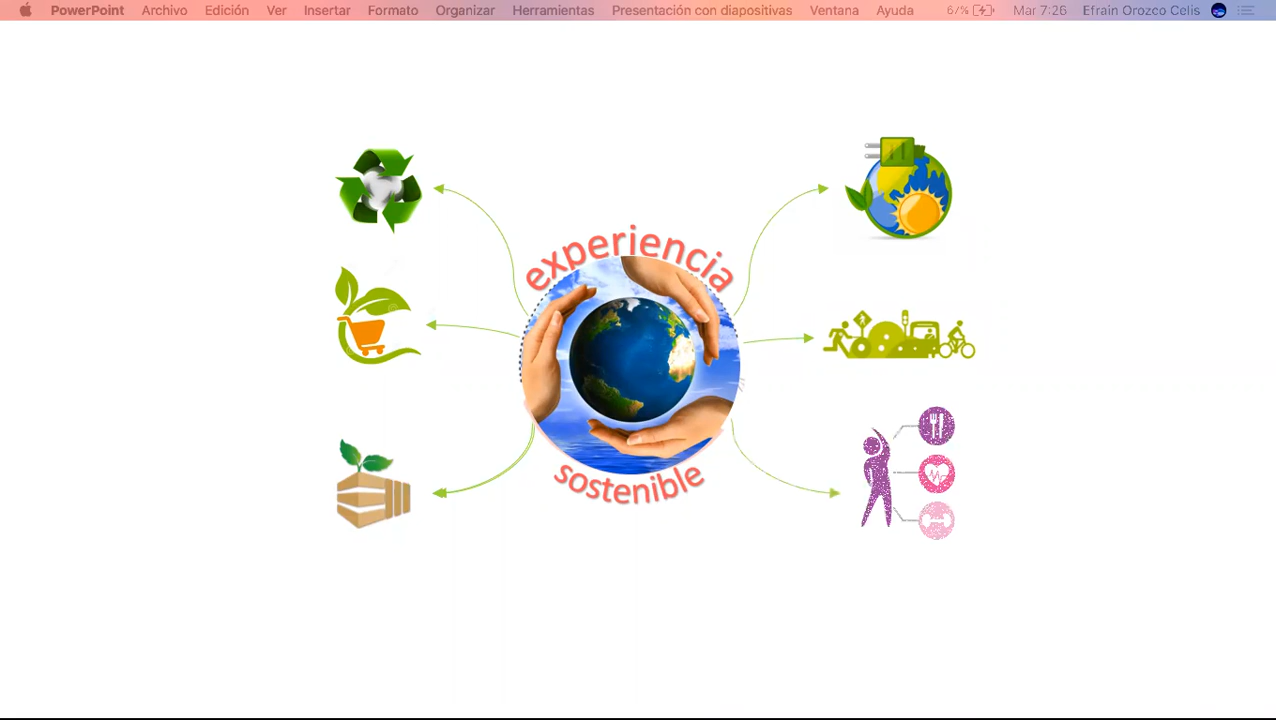 PowerPoint Archivo Edición Ver Insertar Formato Organizar Herramientas Presentación con diapositivas Ventana Ayuda Mar 7:26 Efrain Orozco Celis
experiencia
sostenible